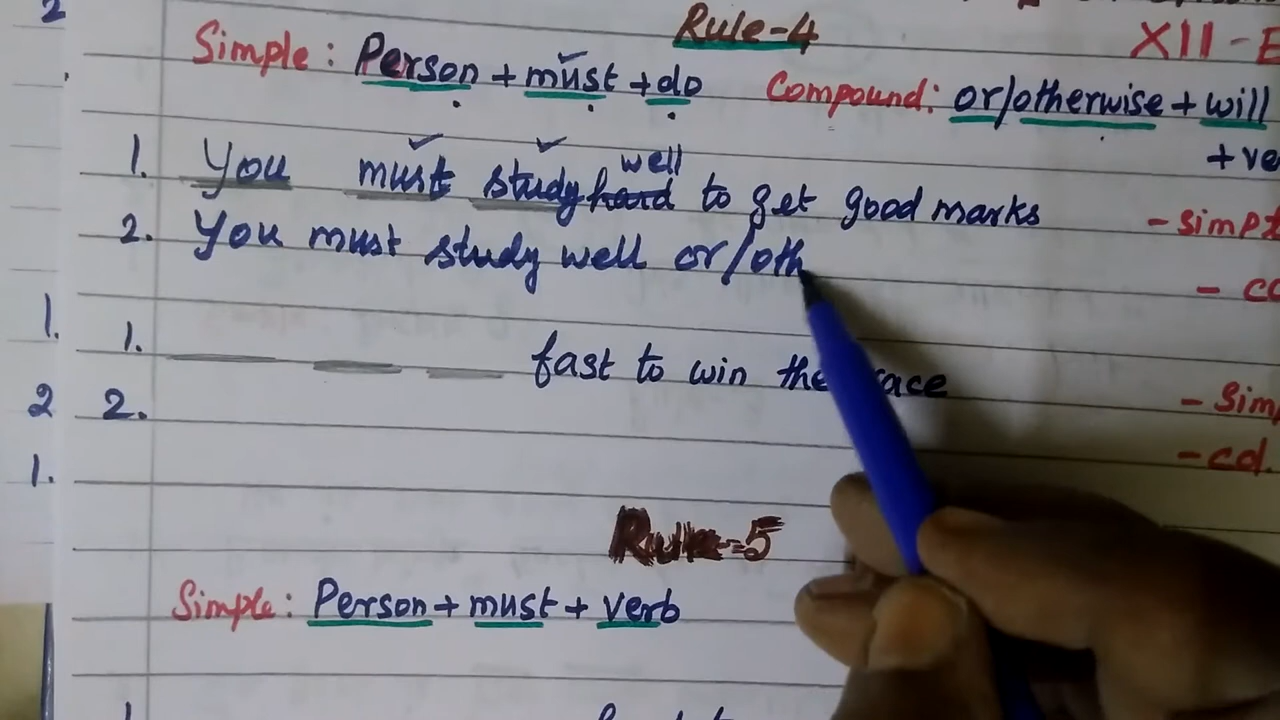 2
Rule-4
XII - E
Simple : Person + must + do Compound: or/otherwise + will
+ ve
well
1. You must study hard to get good marks - Simp
2. You must study well or/oth
- co
1. 1. fast to win the race - Sim
2 2. - cd.
1.
Rule-5
Simple: Person + must + verb